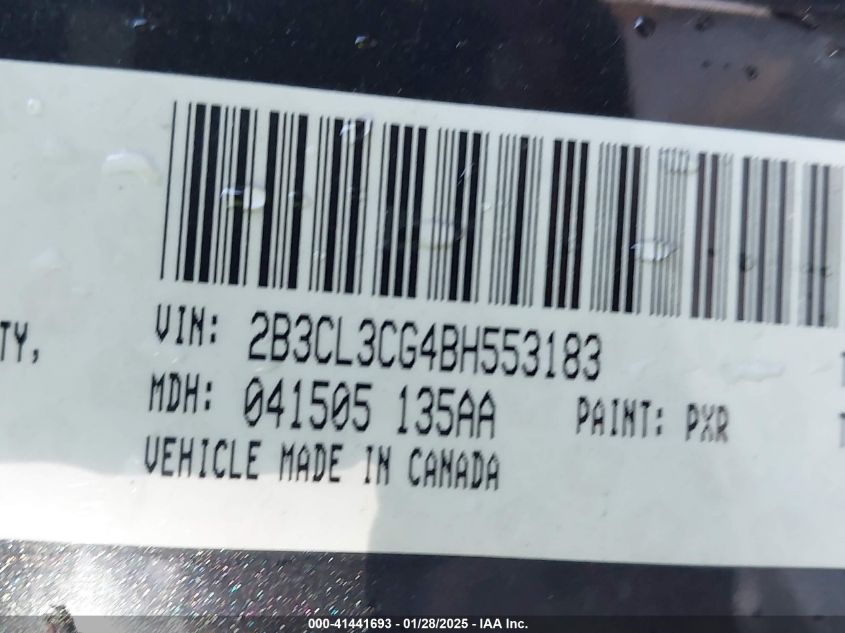 TY,
VIN: 2B3CL3CG4BH553183
MDH: 041505 135AA PAINT: PXR
VEHICLE MADE IN CANADA
000-41441693 - 01/28/2025 - IAA Inc.